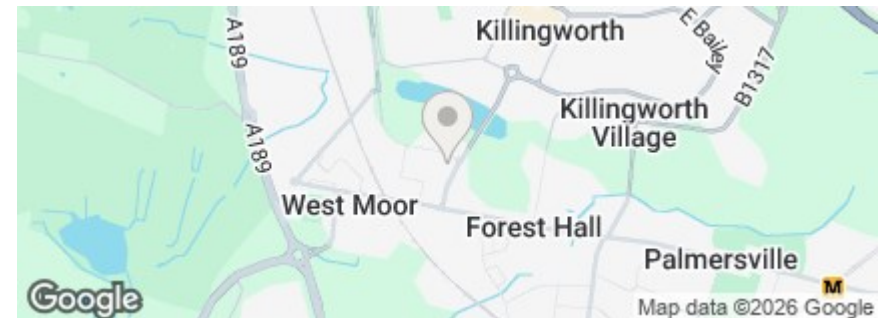 Killingworth
E Bailey
B1317
A189
A189
Killingworth
Village
West Moor
Forest Hall
Palmersville
M
Google
Map data ©2026 Google